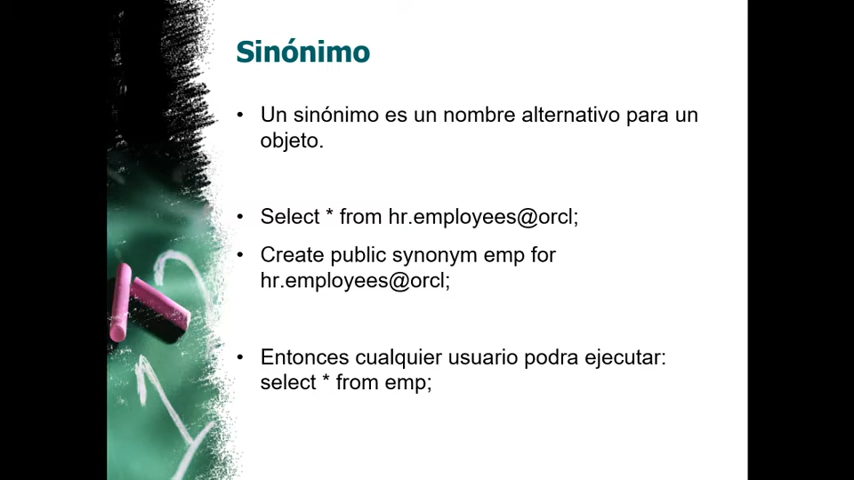 Sinónimo
• Un sinónimo es un nombre alternativo para un
objeto.
• Select * from hr.employees@orcl;
• Create public synonym emp for
hr.employees@orcl;
• Entonces cualquier usuario podra ejecutar:
select * from emp;